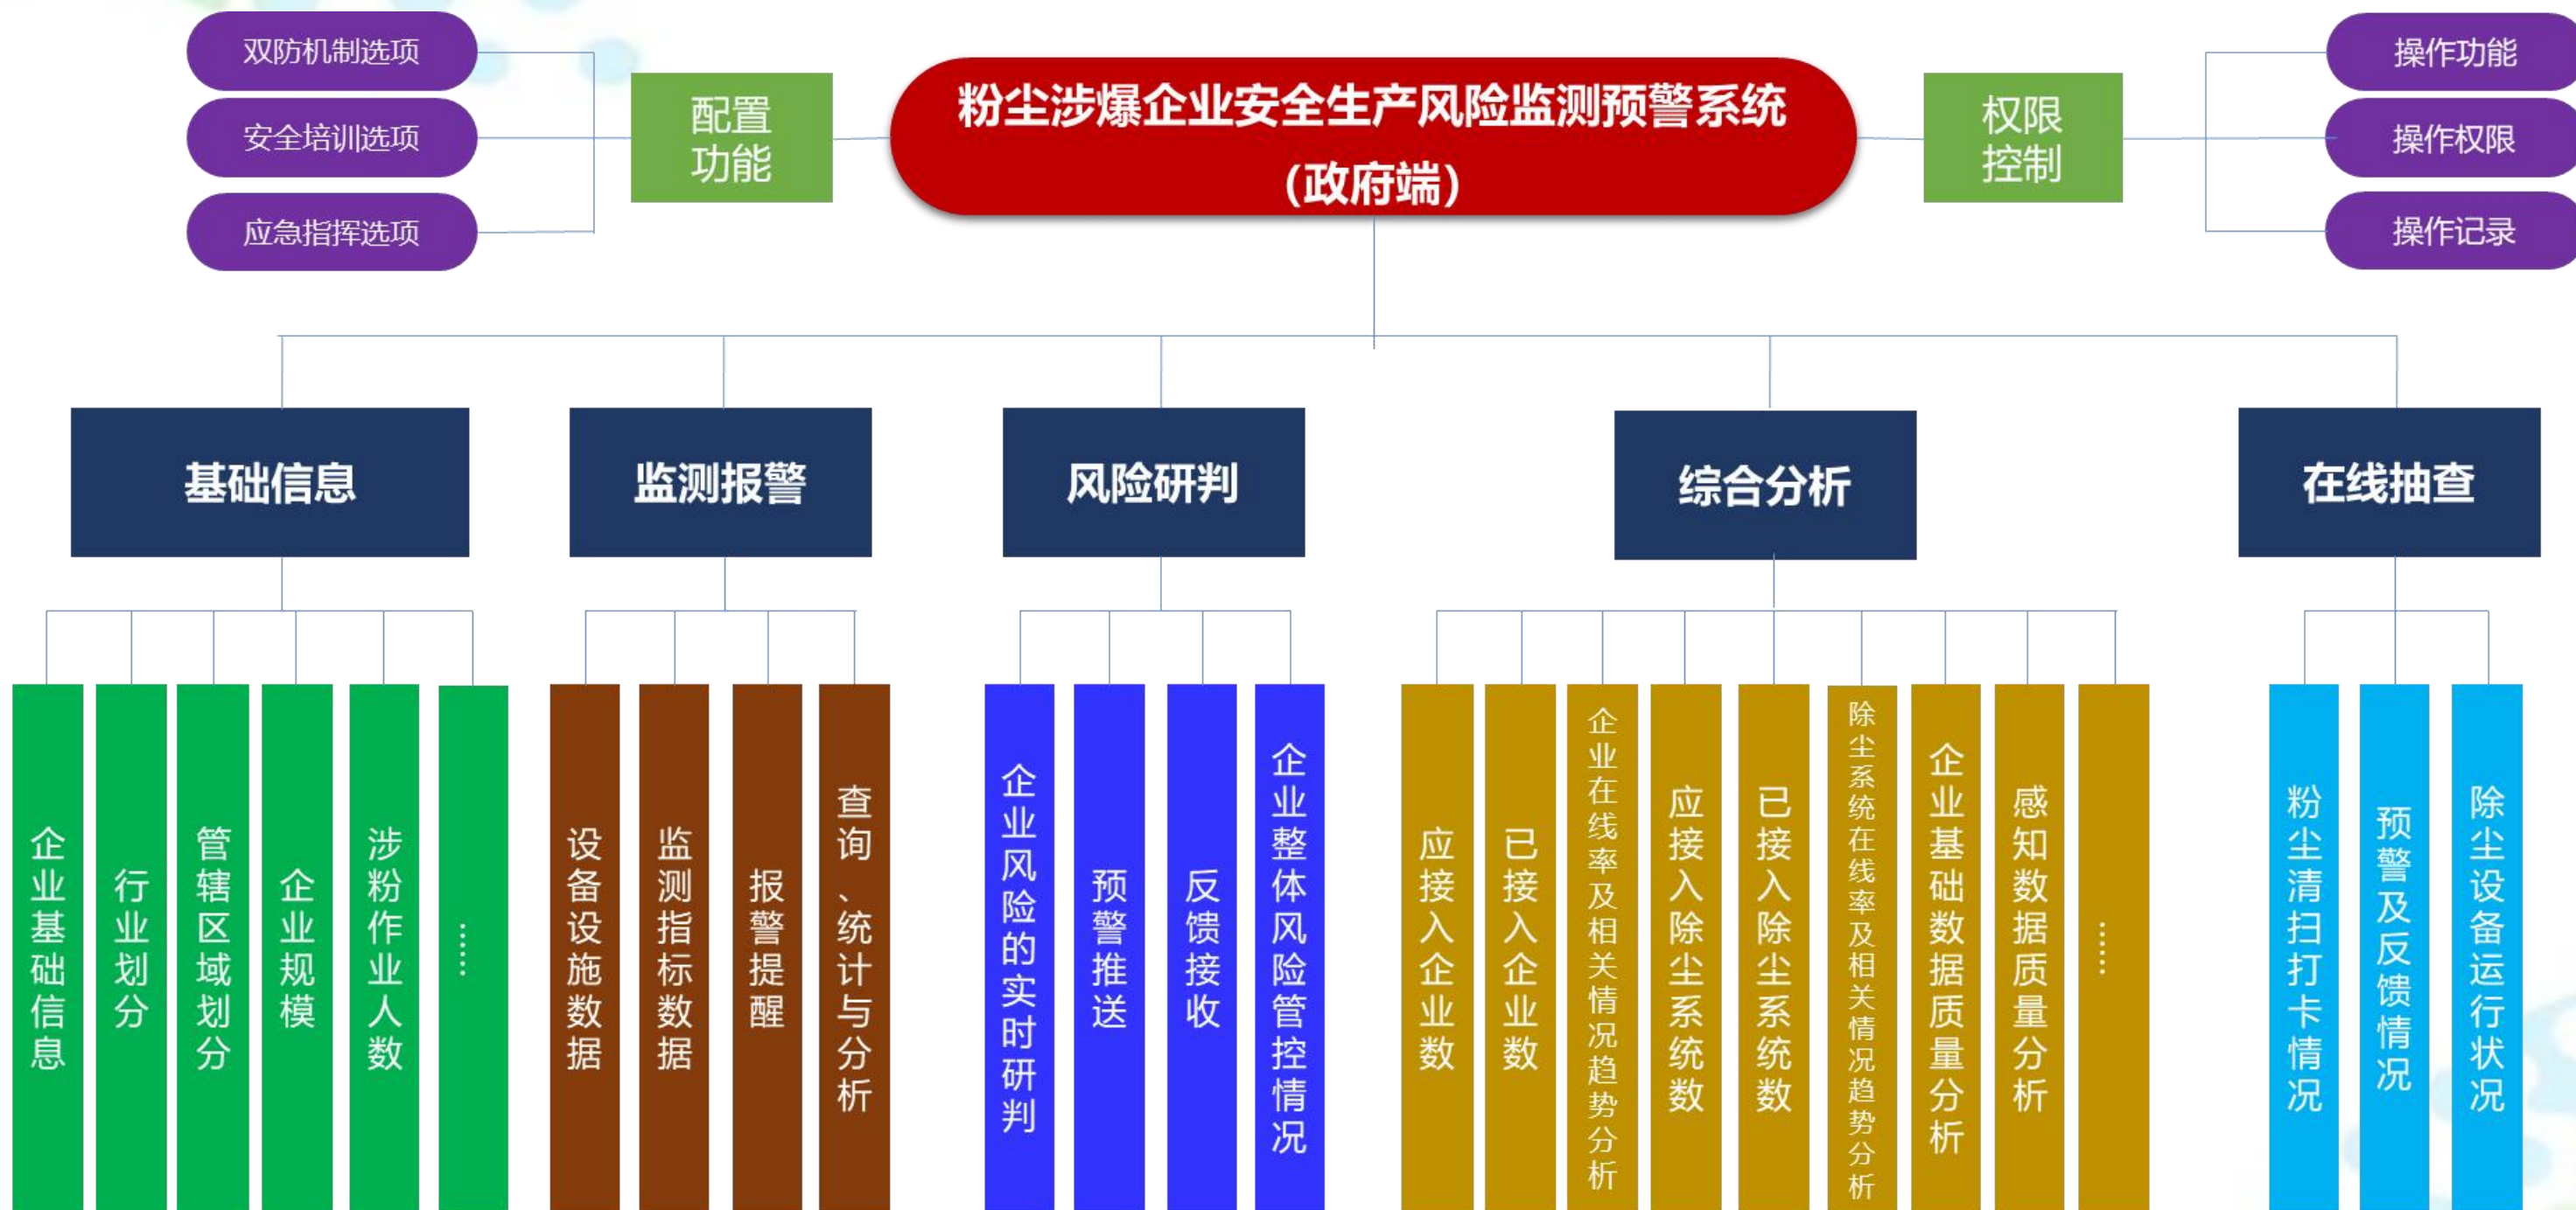 双防机制选项
安全培训选项
应急指挥选项
配置
功能
粉尘涉爆企业安全生产风险监测预警系统
(政府端)
权限
控制
操作功能
操作权限
操作记录
基础信息
监测报警
风险研判
综合分析
在线抽查
企业基础信息
行业划分
管辖区域划分
企业规模
涉粉作业人数
……
设备设施数据
监测指标数据
报警提醒
查询、统计与分析
企业风险的实时研判
预警推送
反馈接收
企业整体风险管控情况
应接入企业数
已接入企业数
企业在线率及相关情况趋势分析
应接入除尘系统数
已接入除尘系统数
除尘系统在线率及相关情况趋势分析
企业基础数据质量分析
感知数据质量分析
……
粉尘清扫打卡情况
预警及反馈情况
除尘设备运行状况